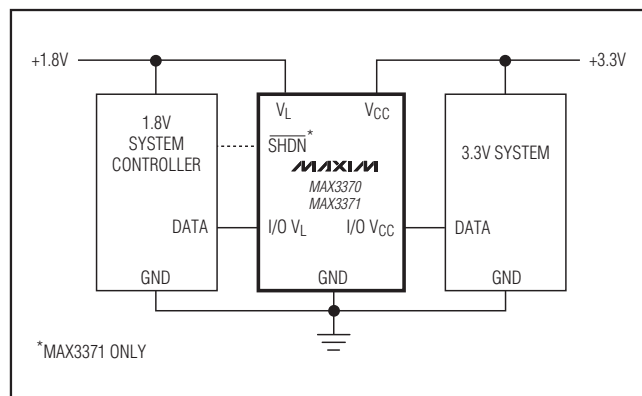 +1.8V
+3.3V
1.8V
SYSTEM
CONTROLLER
DATA
GND
VL
VCC
SHDN*
MAXIM
MAX3370
MAX3371
I/O VL
I/O VCC
GND
3.3V SYSTEM
DATA
GND
*MAX3371 ONLY